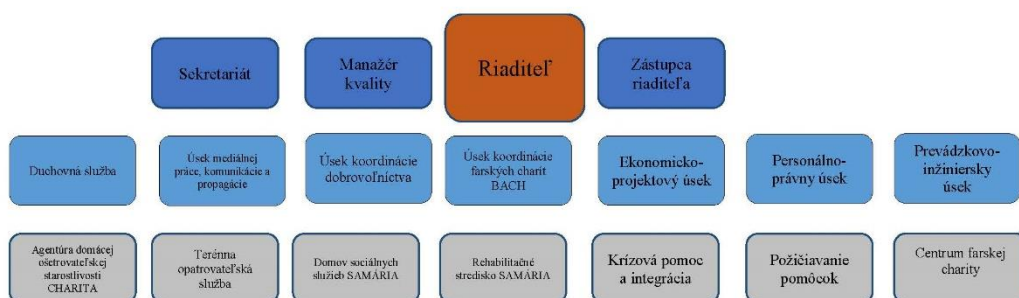 Sekretariát
Manažér
kvality
Riaditeľ
Zástupca
riaditeľa
Duchovná služba
Úsek mediálnej
práce, komunikácie a
propagácie
Úsek koordinácie
dobrovoľníctva
Úsek koordinácie
farských charit
BACH
Ekonomicko-
projektový úsek
Personálno-
právny úsek
Prevádzkovo-
inžiniersky
úsek
Agentúra domácej
ošetrovateľskej
starostlivosti
CHARITA
Terénna
opatrovateľská
služba
Domov sociálnych
služieb SAMÁRIA
Rehabilitačné
stredisko SAMÁRIA
Krízová pomoc
a integrácia
Požičiavanie
pomôcok
Centrum farskej
charity